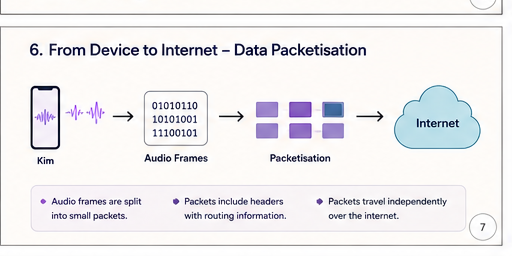 6. From Device to Internet – Data Packetisation
01010110
10101001
11100101
Internet
Kim
Audio Frames
Packetisation
Audio frames are split
into small packets.
Packets include headers
with routing information.
Packets travel independently
over the internet.
7